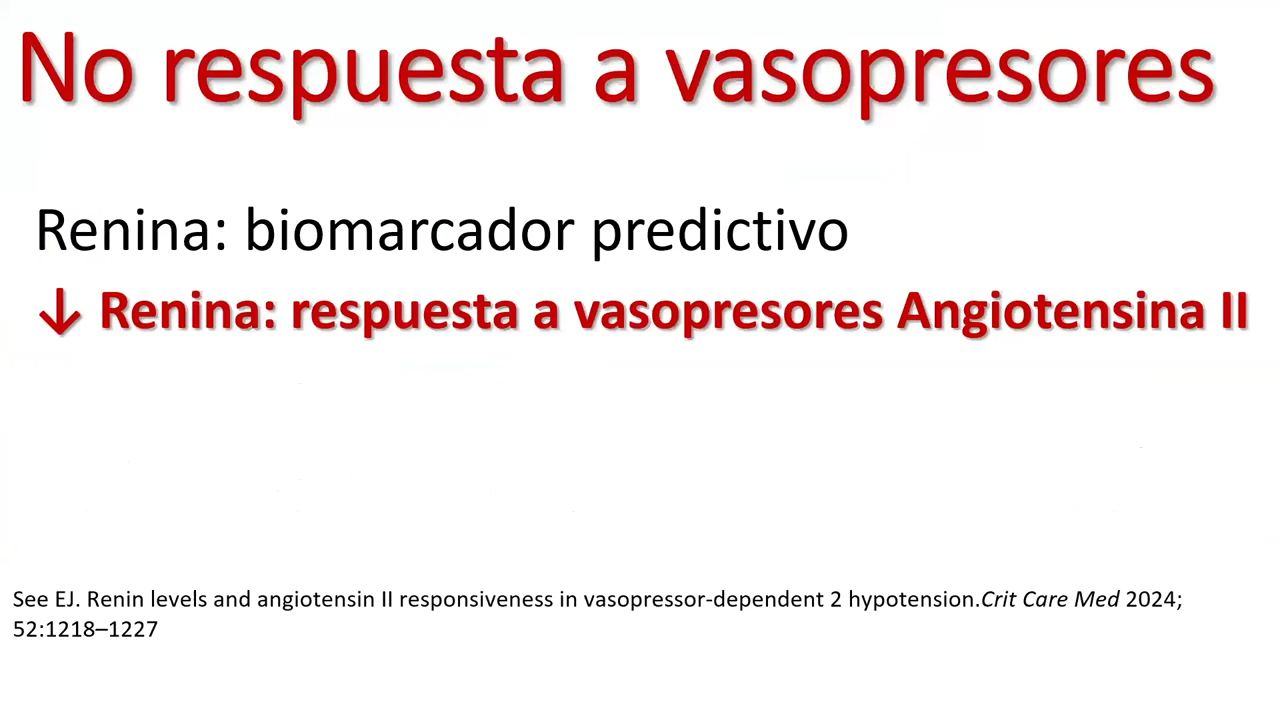 No respuesta a vasopresores
Renina: biomarcador predictivo
↓ Renina: respuesta a vasopresores Angiotensina II
See EJ. Renin levels and angiotensin II responsiveness in vasopressor-dependent 2 hypotension.Crit Care Med 2024;
52:1218–1227